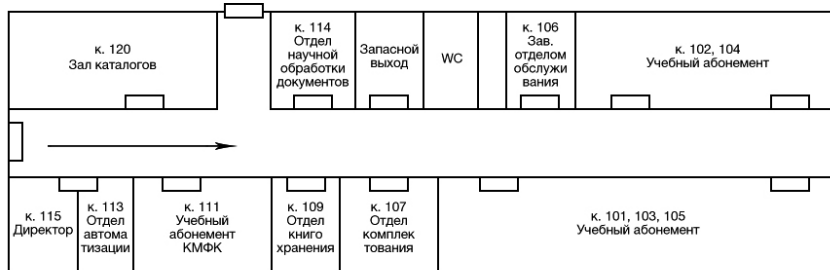 к. 120
Зал каталогов
к. 114
Отдел
научной
обработки
документов
Запасной
выход
WC
к. 106
Зав.
отделом
обслужи
вания
к. 102, 104
Учебный абонемент
к. 115
Директор
к. 113
Отдел
автома
тизации
к. 111
Учебный
абонемент
КМФК
к. 109
Отдел
книго
хранения
к. 107
Отдел
комплек
тования
к. 101, 103, 105
Учебный абонемент